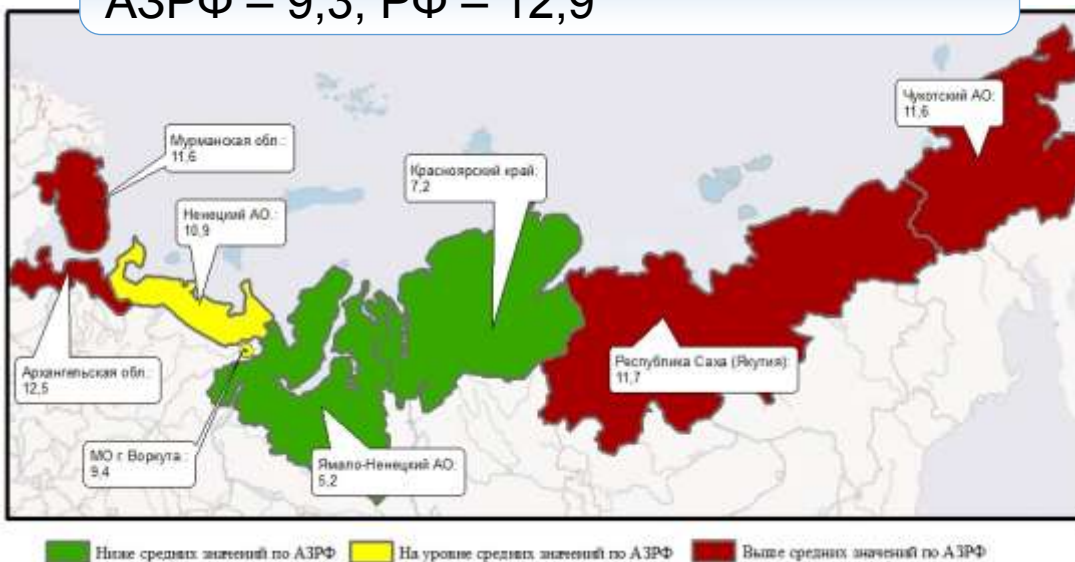 АЗРФ – 9,3; РФ – 12,9
Чукотский АО:
11,6
Мурманская обл.:
11,6
Красноярский край:
7,2
Ненецкий АО.:
10,9
Республика Саха (Якутия):
11,7
Архангельская обл.:
12,5
МО г Воркута.:
9,4
Ямало-Ненецкий АО:
5,2
Ниже средних значений по АЗРФ
На уровне средних значений по АЗРФ
Выше средних значений по АЗРФ